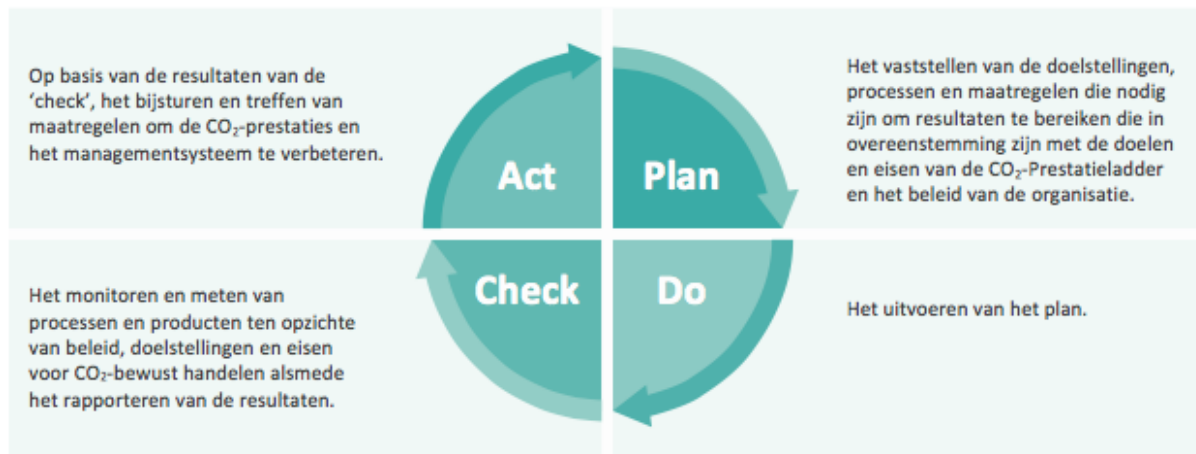 Op basis van de resultaten van de
‘check’, het bijsturen en treffen van
maatregelen om de CO₂-prestaties en
het managementsysteem te verbeteren.
Act
Plan
Het vaststellen van de doelstellingen,
processen en maatregelen die nodig
zijn om resultaten te bereiken die in
overeenstemming zijn met de doelen
en eisen van de CO₂-Prestatieladder
en het beleid van de organisatie.
Het monitoren en meten van
processen en producten ten opzichte
van beleid, doelstellingen en eisen
voor CO₂-bewust handelen alsmede
het rapporteren van de resultaten.
Check
Do
Het uitvoeren van het plan.